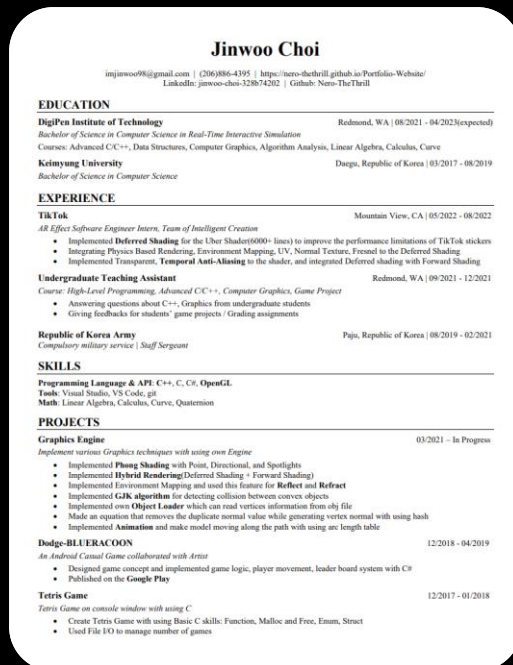 Jinwoo Choi
imjinwoo98@gmail.com | (206)886-4395 | https://nero-thethrill.github.io/Portfolio-Website/
LinkedIn: jinwoo-choi-328b74202 | Github: Nero-TheThrill
EDUCATION
DigiPen Institute of Technology Redmond, WA | 08/2021 - 04/2023(expected)
Bachelor of Science in Computer Science in Real-Time Interactive Simulation
Courses: Advanced C/C++, Data Structures, Computer Graphics, Algorithm Analysis, Linear Algebra, Calculus, Curve
Keimyung University Daegu, Republic of Korea | 03/2017 - 08/2019
Bachelor of Science in Computer Science
EXPERIENCE
TikTok Mountain View, CA | 05/2022 - 08/2022
AR Effect Software Engineer Intern, Team of Intelligent Creation
• Implemented Deferred Shading for the Uber Shader(6000+ lines) to improve the performance limitations of TikTok stickers
• Integrating Physics Based Rendering, Environment Mapping, UV, Normal Texture, Fresnel to the Deferred Shading
• Implemented Transparent, Temporal Anti-Aliasing to the shader, and integrated Deferred shading with Forward Shading
Undergraduate Teaching Assistant Redmond, WA | 09/2021 - 12/2021
Course: High-Level Programming, Advanced C/C++, Computer Graphics, Game Project
• Answering questions about C++, Graphics from undergraduate students
• Giving feedbacks for students' game projects / Grading assignments
Republic of Korea Army Paju, Republic of Korea | 08/2019 - 02/2021
Compulsory military service | Staff Sergeant
SKILLS
Programming Language & API: C++, C, C#, OpenGL
Tools: Visual Studio, VS Code, git
Math: Linear Algebra, Calculus, Curve, Quaternion
PROJECTS
Graphics Engine 03/2021 – In Progress
Implement various Graphics techniques with using own Engine
• Implemented Phong Shading with Point, Directional, and Spotlights
• Implemented Hybrid Rendering(Deferred Shading + Forward Shading)
• Implemented Environment Mapping and used this feature for Reflect and Refract
• Implemented GJK algorithm for detecting collision between convex objects
• Implemented own Object Loader which can read vertices information from obj file
• Made an equation that removes the duplicate normal value while generating vertex normal with using hash
• Implemented Animation and make model moving along the path with using arc length table
Dodge-BLUERACOON 12/2018 - 04/2019
An Android Casual Game collaborated with Artist
• Designed game concept and implemented game logic, player movement, leader board system with C#
• Published on the Google Play
Tetris Game 12/2017 - 01/2018
Tetris Game on console window with using C
• Create Tetris Game with using Basic C skills: Function, Malloc and Free, Enum, Struct
• Used File I/O to manage number of games